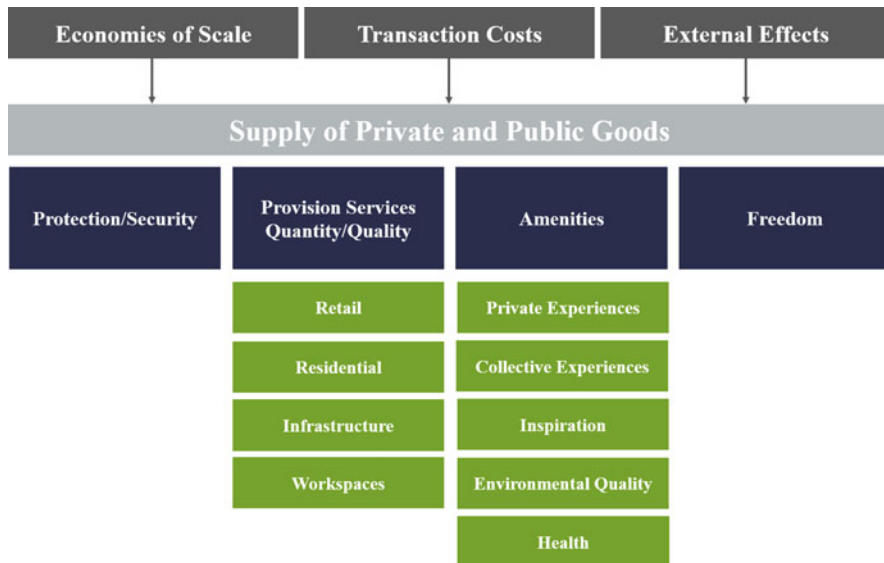 Economies of Scale
Transaction Costs
External Effects
Supply of Private and Public Goods
Protection/Security
Provision Services
Quantity/Quality
Amenities
Freedom
Retail
Private Experiences
Residential
Collective Experiences
Infrastructure
Inspiration
Workspaces
Environmental Quality
Health